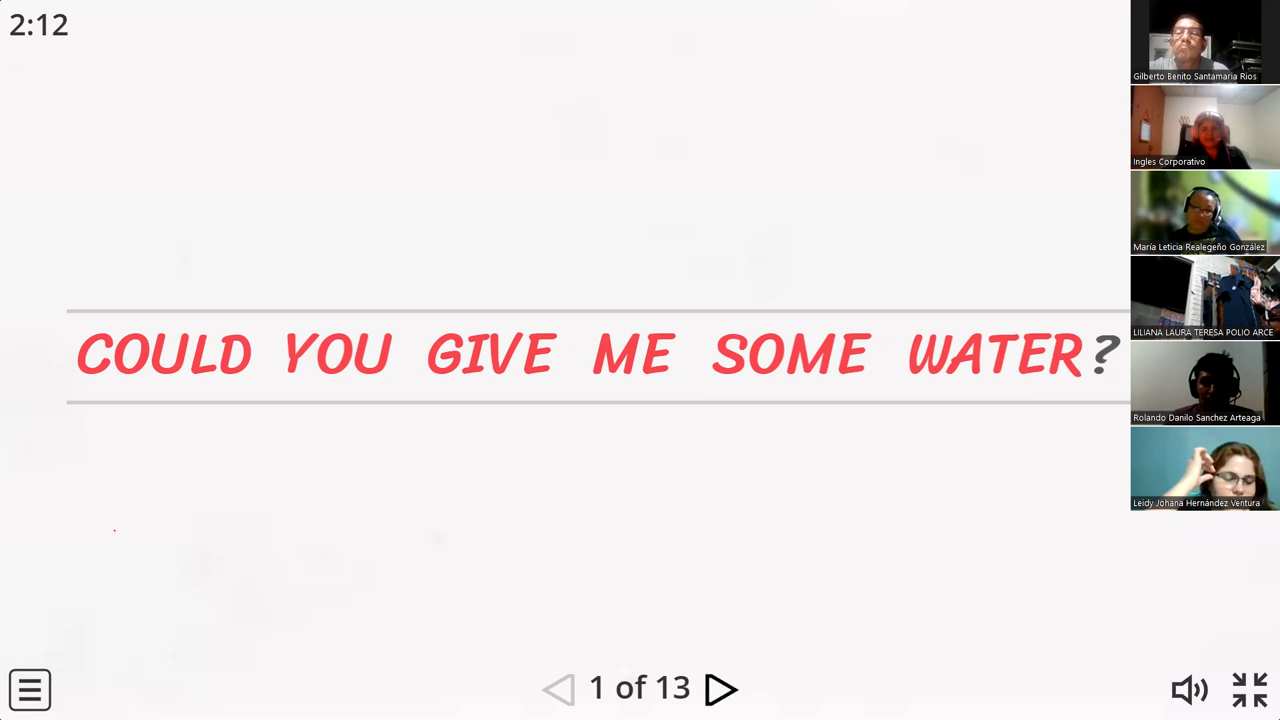 2:12
COULD YOU GIVE ME SOME WATER?
1 of 13
Gilberto Benito Santamaria Rios
Ingles Corporativo
María Leticia Realegeño González
LILIANA LAURA TERESA POLIO ARCE
Rolando Danilo Sanchez Arteaga
Leidy Johana Hernández Ventura